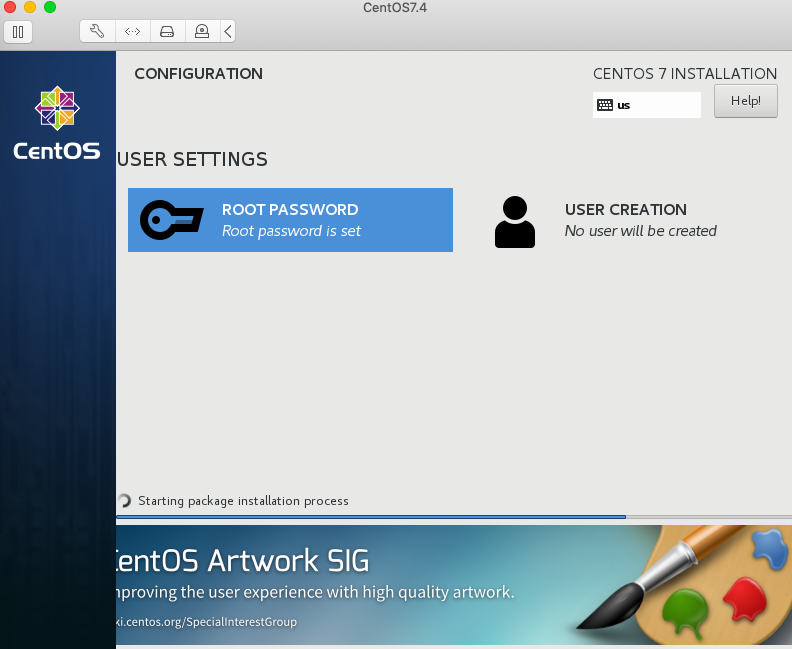 CentOS7.4
CONFIGURATION
CENTOS 7 INSTALLATION
us
Help!
CentOS
USER SETTINGS
ROOT PASSWORD
Root password is set
USER CREATION
No user will be created
Starting package installation process
CentOS Artwork SIG
mproving the user experience with high quality artwork.
ki.centos.org/SpecialInterestGroup